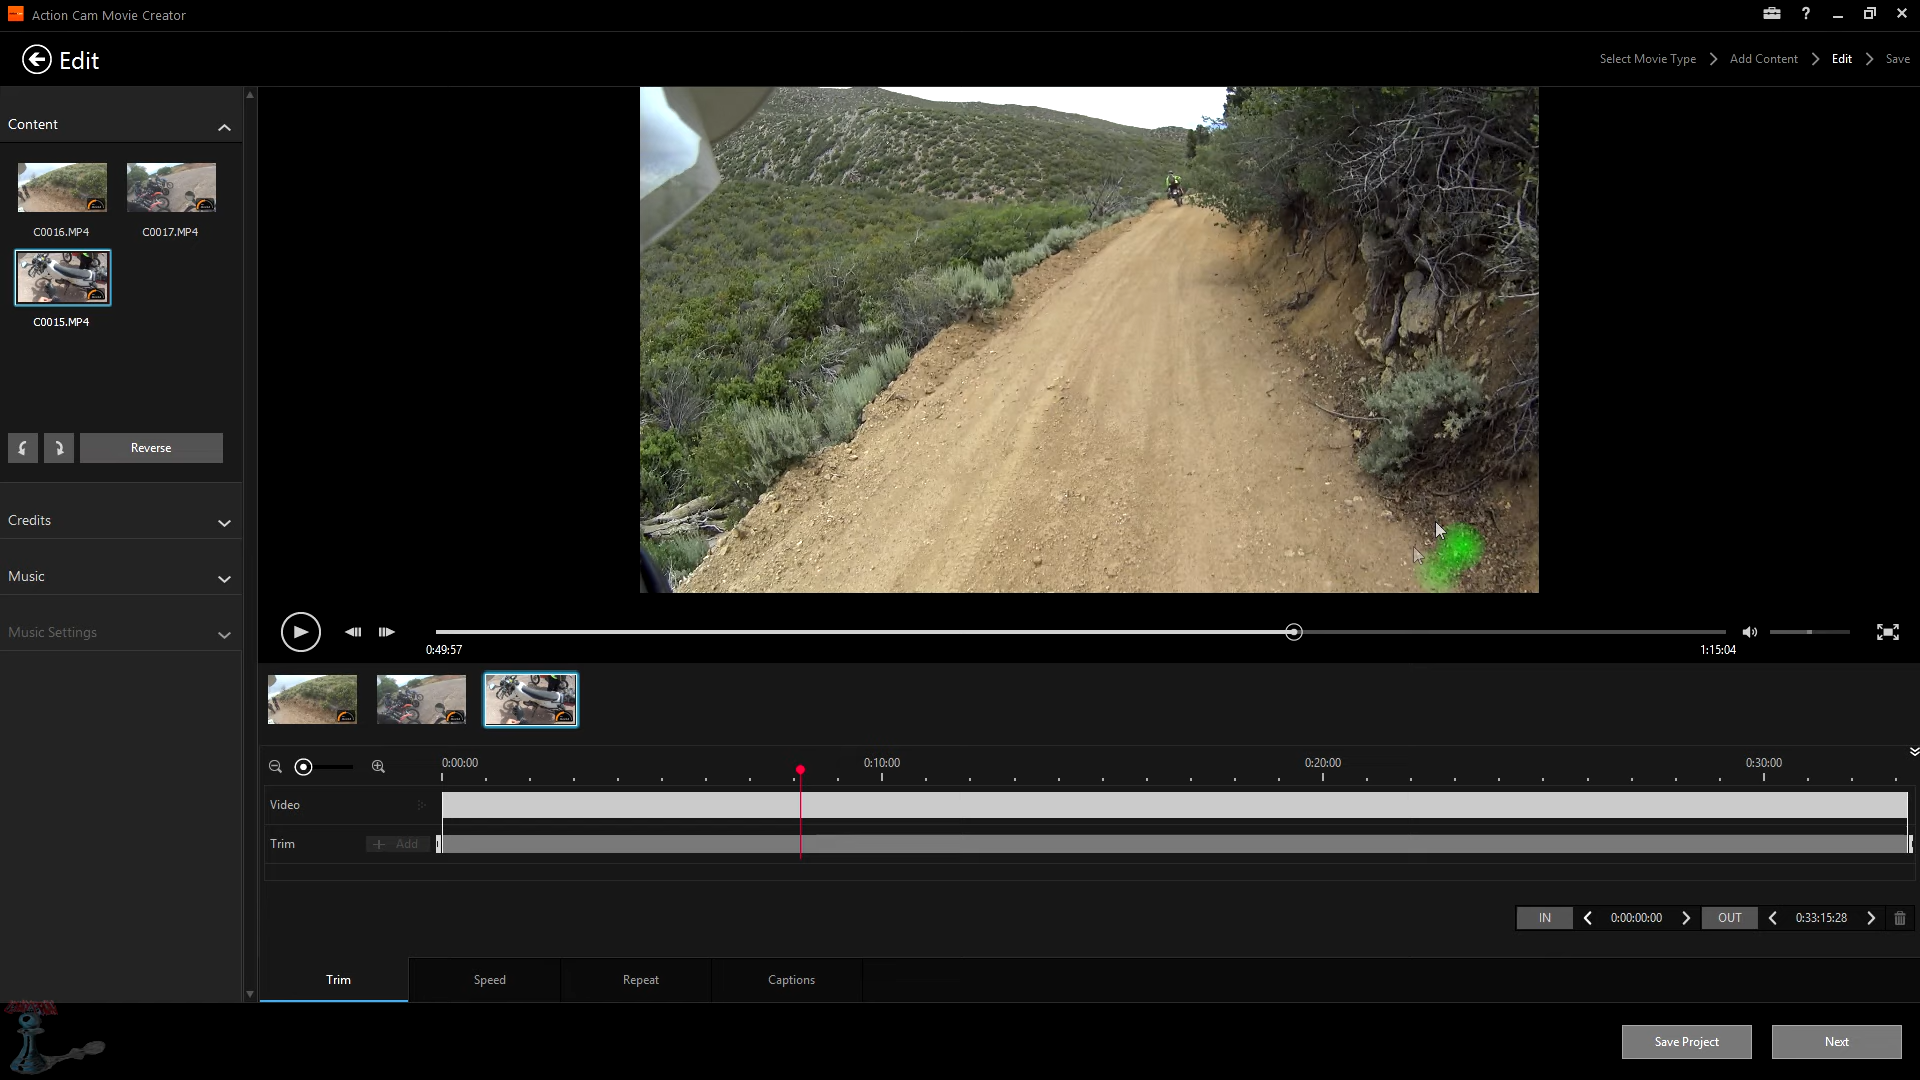 Action Cam Movie Creator
?
Edit
Select Movie Type
Add Content
Edit
Save
Content
C0016.MP4
C0017.MP4
C0015.MP4
Reverse
Credits
Music
Music Settings
0:49:57
1:15:04
0:00:00
0:10:00
0:20:00
0:30:00
Video
Trim
+ Add
IN
0:00:00:00
OUT
0:33:15:28
Trim
Speed
Repeat
Captions
Save Project
Next